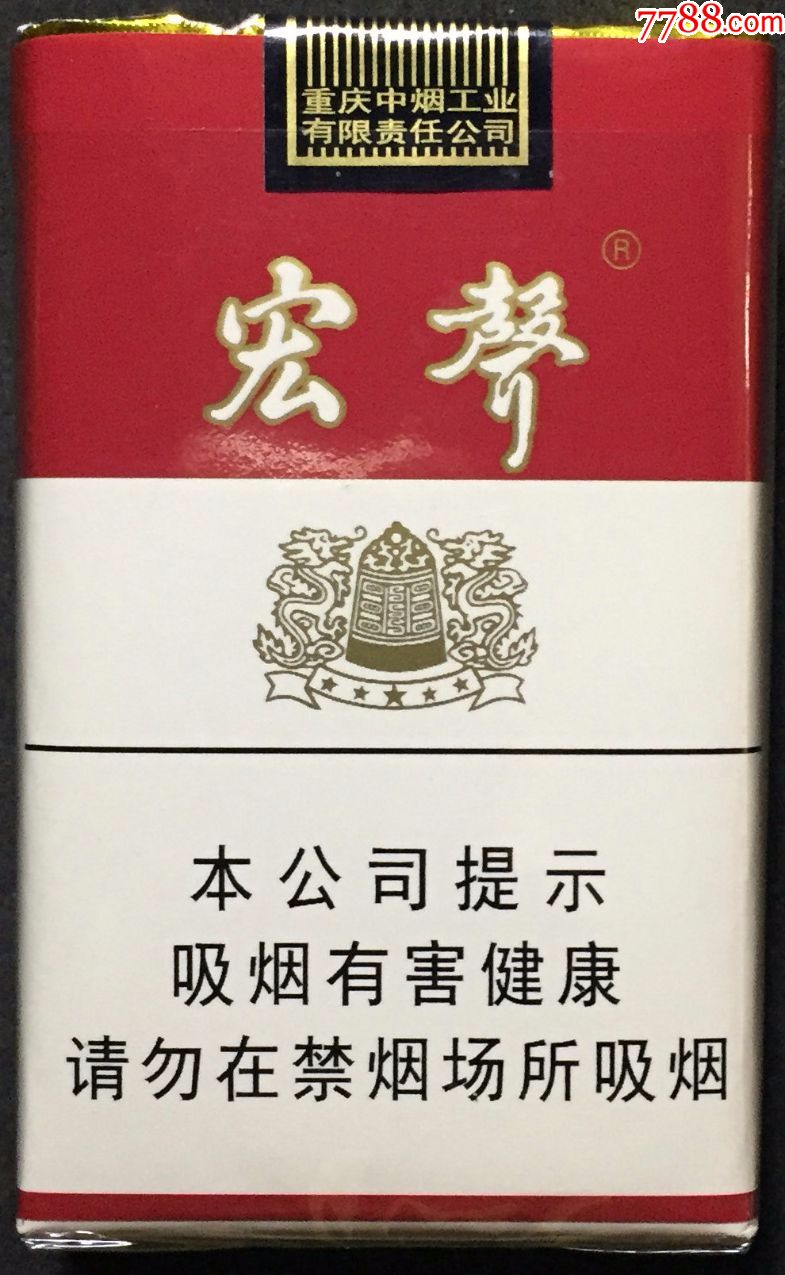 7788.com
重庆中烟工业
有限责任公司
®
宏聲
本公司提示
吸烟有害健康
请勿在禁烟场所吸烟